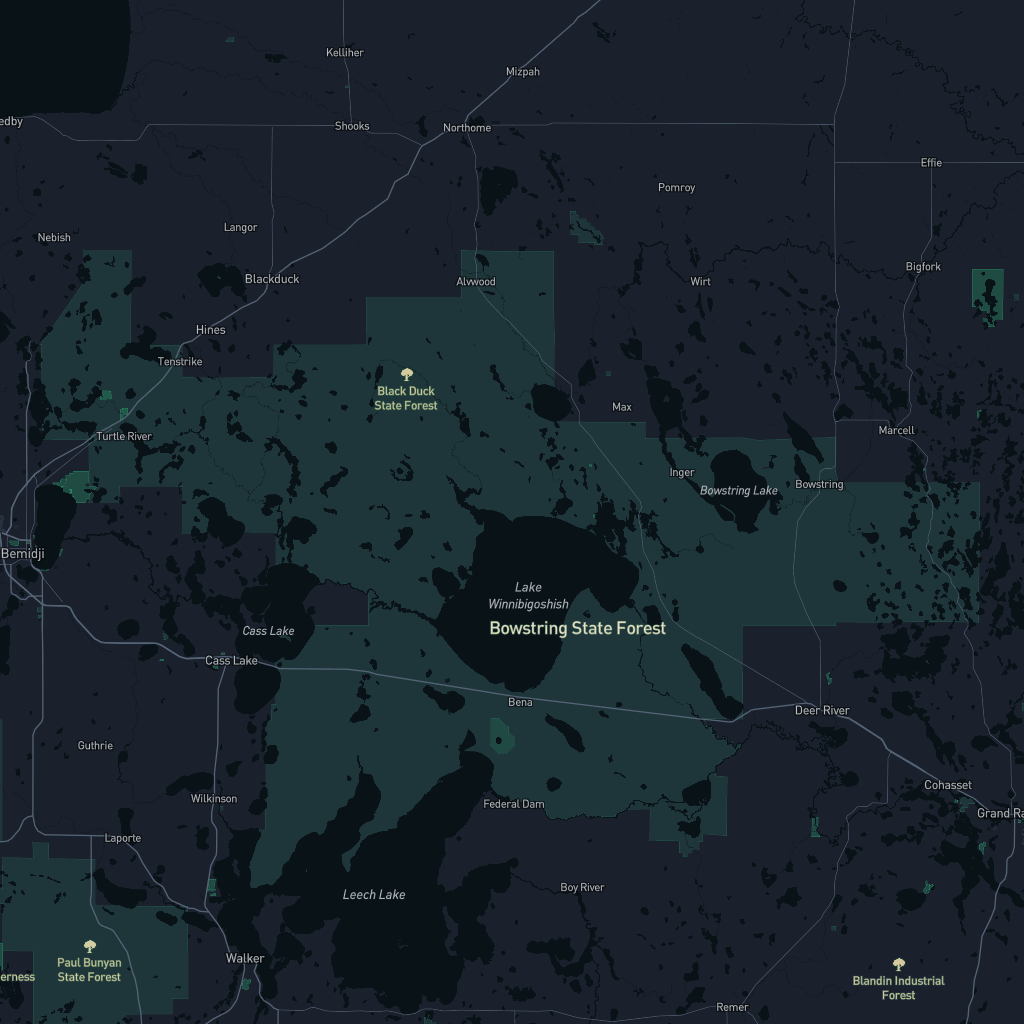 Kelliher
Mizpah
edby
Shooks
Northome
Effie
Pomroy
Langor
Nebish
Bigfork
Blackduck
Alvwood
Wirt
Hines
Tenstrike
Black Duck
State Forest
Max
Turtle River
Marcell
Inger
Bowstring Lake
Bowstring
Bemidji
Lake
Winnibigoshish
Bowstring State Forest
Cass Lake
Cass Lake
Bena
Deer River
Guthrie
Cohasset
Wilkinson
Federal Dam
Grand Ra
Laporte
Boy River
Leech Lake
Walker
Paul Bunyan
State Forest
erness
Blandin Industrial
Forest
Remer